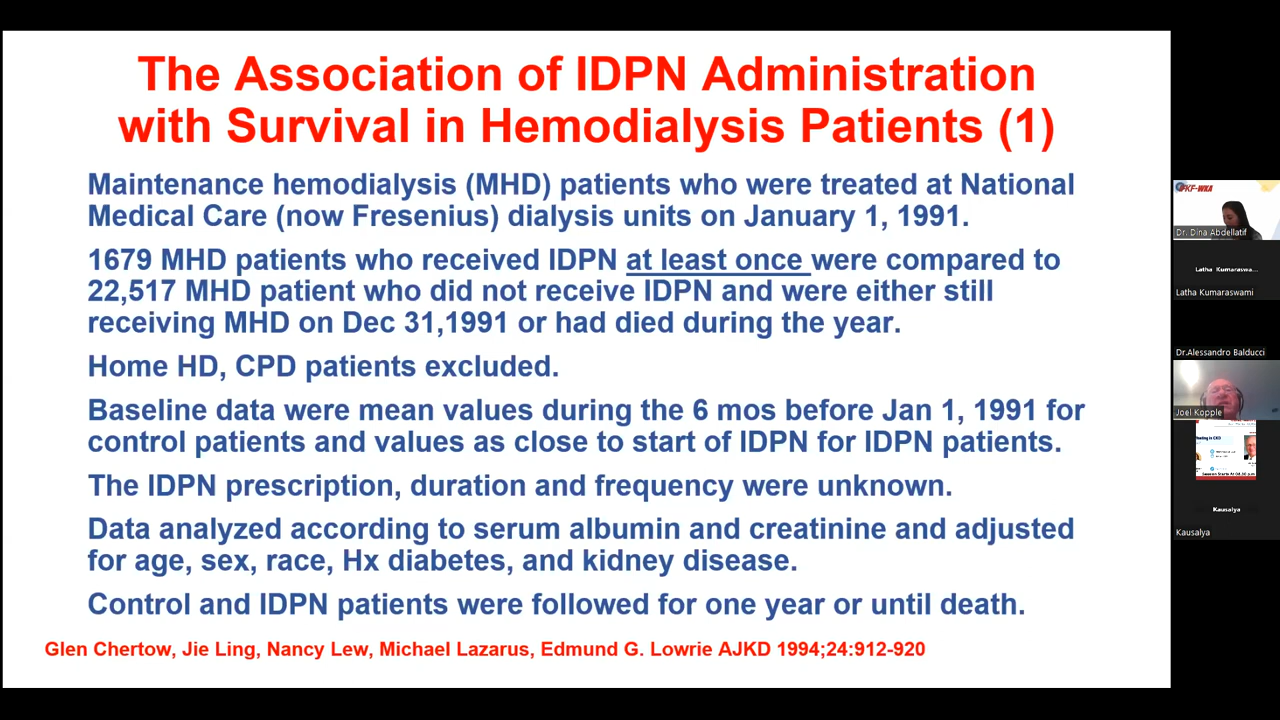 The Association of IDPN Administration
with Survival in Hemodialysis Patients (1)
Maintenance hemodialysis (MHD) patients who were treated at National
Medical Care (now Fresenius) dialysis units on January 1, 1991.
1679 MHD patients who received IDPN at least once were compared to
22,517 MHD patient who did not receive IDPN and were either still
receiving MHD on Dec 31,1991 or had died during the year.
Home HD, CPD patients excluded.
Baseline data were mean values during the 6 mos before Jan 1, 1991 for
control patients and values as close to start of IDPN for IDPN patients.
The IDPN prescription, duration and frequency were unknown.
Data analyzed according to serum albumin and creatinine and adjusted
for age, sex, race, Hx diabetes, and kidney disease.
Control and IDPN patients were followed for one year or until death.
Glen Chertow, Jie Ling, Nancy Lew, Michael Lazarus, Edmund G. Lowrie AJKD 1994;24:912-920
IFKF-WKA
Dr. Dina Abdellatif
Latha Kumaraswa...
Latha Kumaraswami
Dr.Alessandro Balducci
Joel Kopple
Kausalya
Kausalya